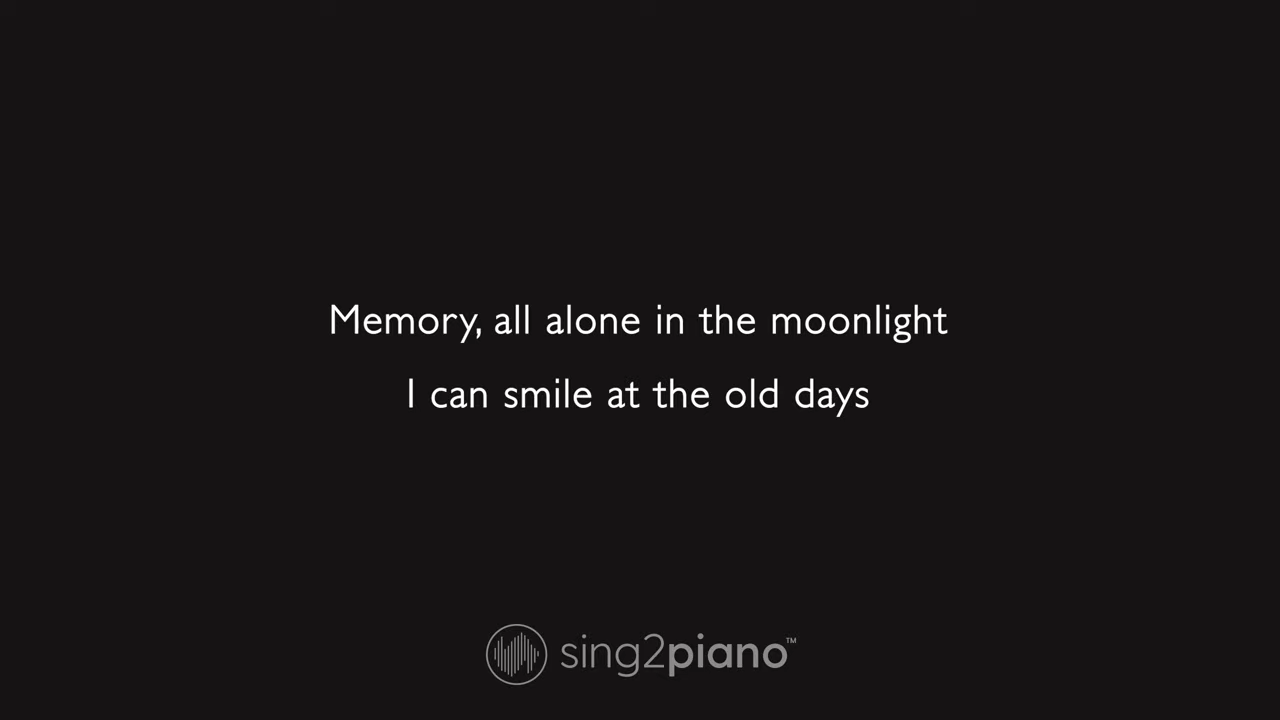 Memory, all alone in the moonlight
I can smile at the old days
sing2piano™